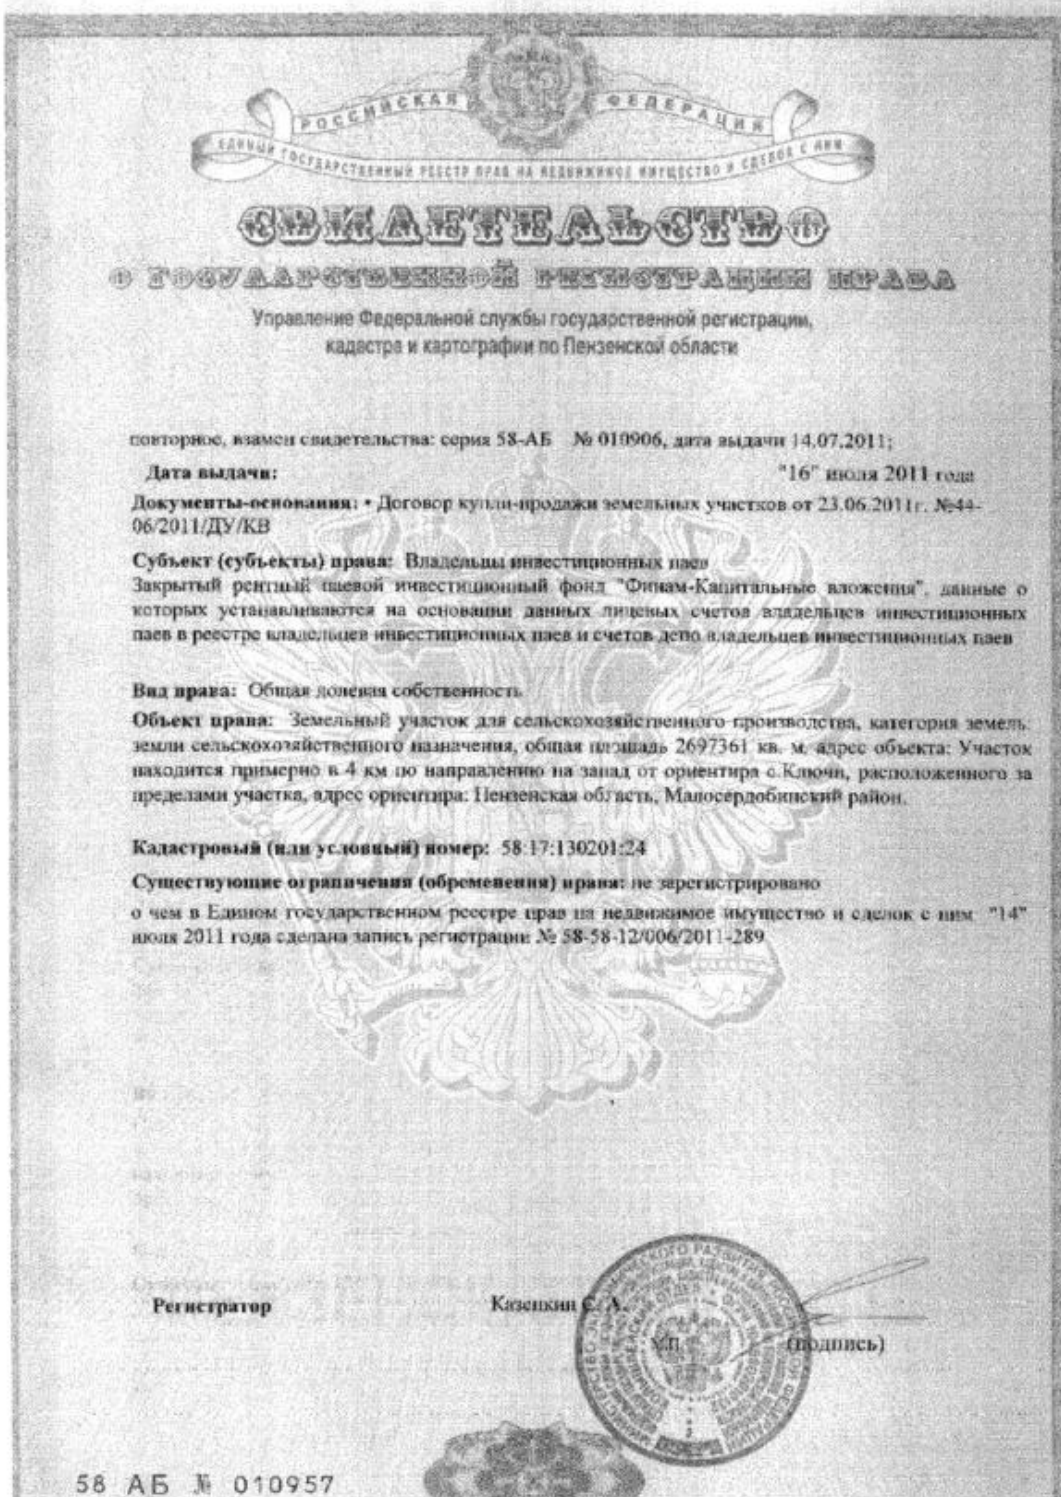 РОССИЙСКАЯ ФЕДЕРАЦИЯ
ЕДИНЫЙ ГОСУДАРСТВЕННЫЙ РЕЕСТР ПРАВ НА НЕДВИЖИМОЕ ИМУЩЕСТВО И СДЕЛОК С НИМ
СВИДЕТЕЛЬСТВО
О ГОСУДАРСТВЕННОЙ РЕГИСТРАЦИИ ПРАВА
Управление Федеральной службы государственной регистрации,
кадастра и картографии по Пензенской области
повторное, взамен свидетельства: серия 58-АБ № 010906, дата выдачи 14.07.2011;
Дата выдачи: "16" июля 2011 года
Документы-основания: • Договор купли-продажи земельных участков от 23.06.2011г. №44-
06/2011/ДУ/КВ
Субъект (субъекты) права: Владельцы инвестиционных паев
Закрытый рентный паевой инвестиционный фонд "Финам-Капитальные вложения", данные о
которых устанавливаются на основании данных лицевых счетов владельцев инвестиционных
паев в реестре владельцев инвестиционных паев и счетов депо владельцев инвестиционных паев
Вид права: Общая долевая собственность
Объект права: Земельный участок для сельскохозяйственного производства, категория земель:
земли сельскохозяйственного назначения, общая площадь 2697361 кв. м, адрес объекта: Участок
находится примерно в 4 км по направлению на запад от ориентира с.Ключи, расположенного за
пределами участка, адрес ориентира: Пензенская область, Малосердобинский район.
Кадастровый (или условный) номер: 58:17:130201:24
Существующие ограничения (обременения) права: не зарегистрировано
о чем в Едином государственном реестре прав на недвижимое имущество и сделок с ним "14"
июля 2011 года сделана запись регистрации № 58-58-12/006/2011-289
Регистратор Казенкин С. А.
М.П. (подпись)
58 АБ № 010957